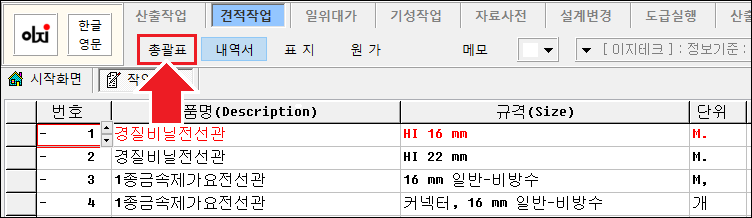 산출작업 견적작업 일위대가 기성작업 자료사전 설계변경 도급실행
이지 한글 영문
총괄표 내역서 표 지 원 가 메모 [ 이지테크 ] : 정보기준 :
시작화면 작
번호 품명(Description) 규격(Size) 단위
- 1 경질비닐전선관 HI 16 mm M.
- 2 경질비닐전선관 HI 22 mm M.
- 3 1종금속제가요전선관 16 mm 일반-비방수 M,
- 4 1종금속제가요전선관 커넥터, 16 mm 일반-비방수 개